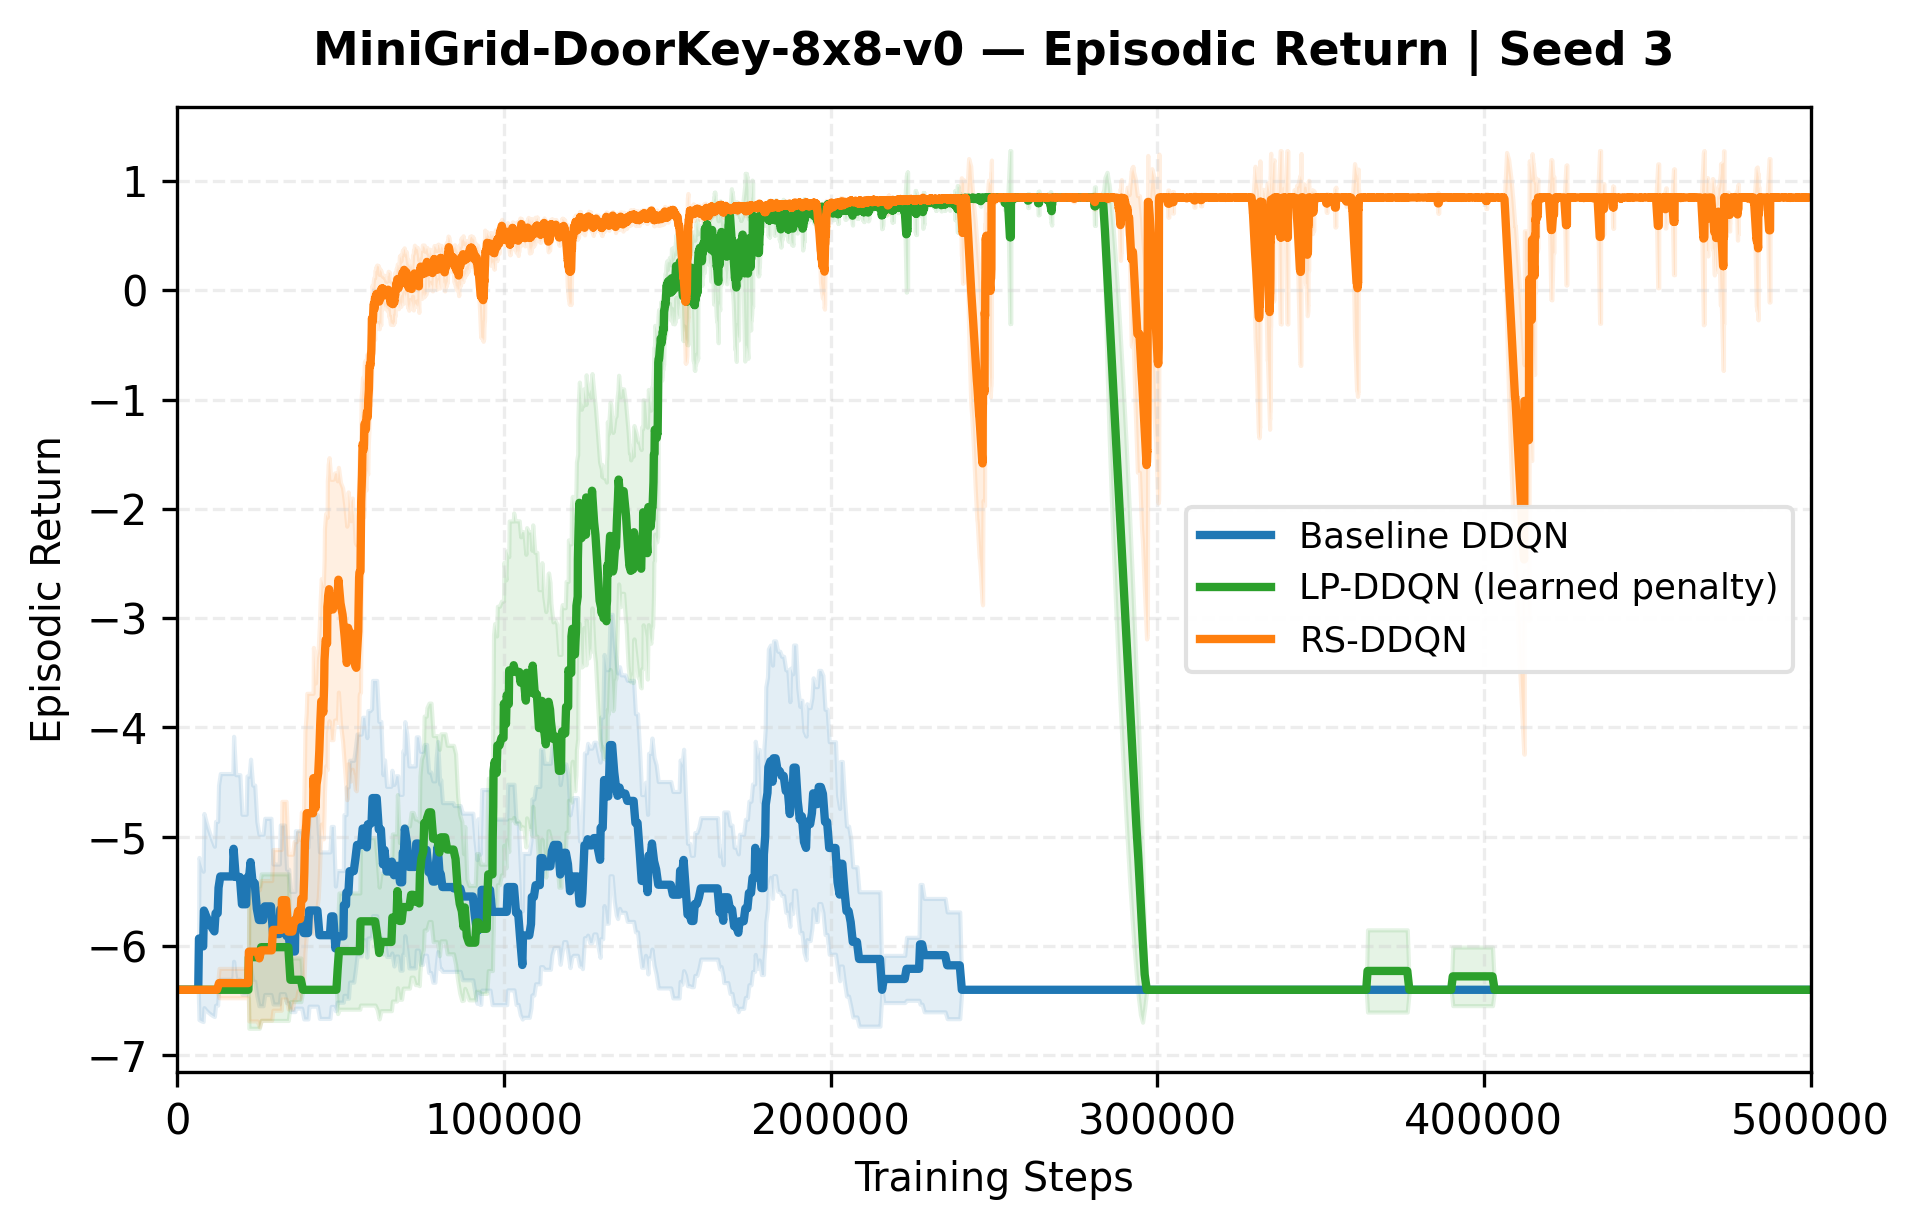 MiniGrid-DoorKey-8x8-v0 — Episodic Return | Seed 3
Episodic Return
1
0
−1
−2
−3
−4
−5
−6
−7
Baseline DDQN
LP-DDQN (learned penalty)
RS-DDQN
0
100000
200000
300000
400000
500000
Training Steps